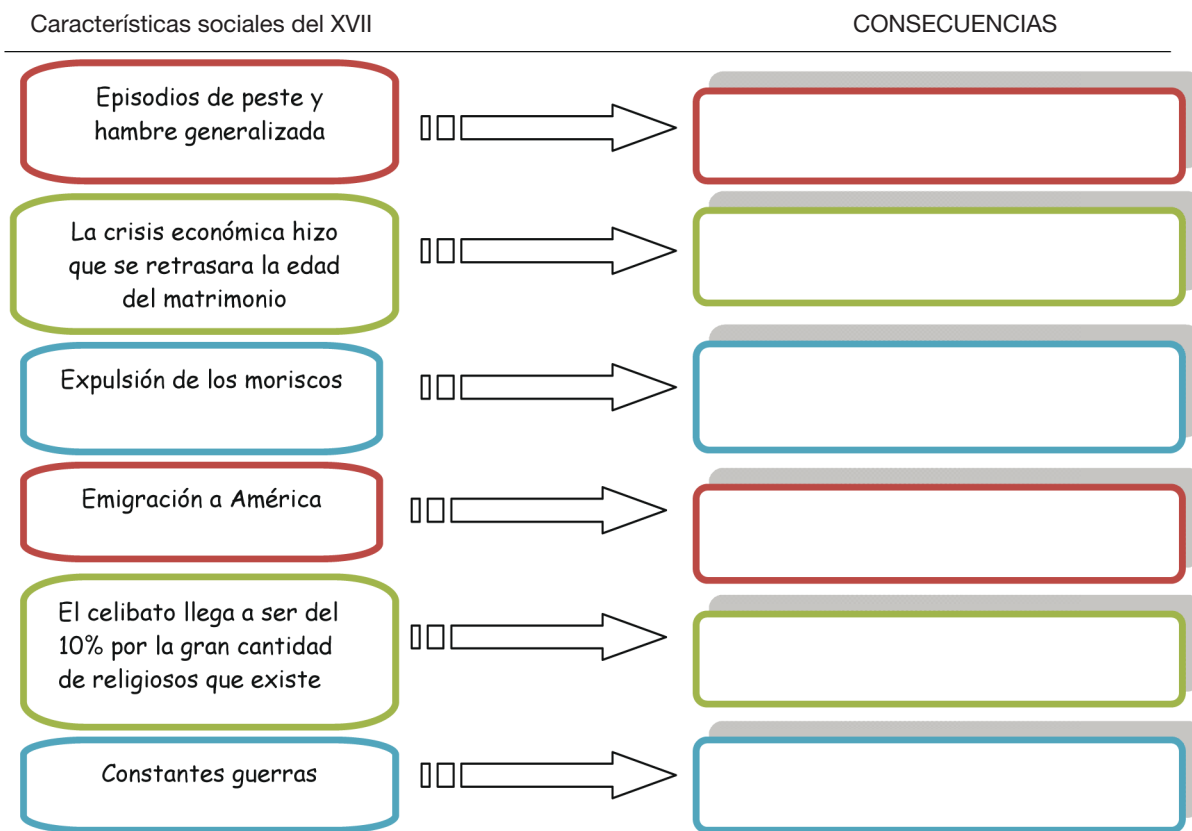 Características sociales del XVII
CONSECUENCIAS
Episodios de peste y
hambre generalizada
La crisis económica hizo
que se retrasara la edad
del matrimonio
Expulsión de los moriscos
Emigración a América
El celibato llega a ser del
10% por la gran cantidad
de religiosos que existe
Constantes guerras